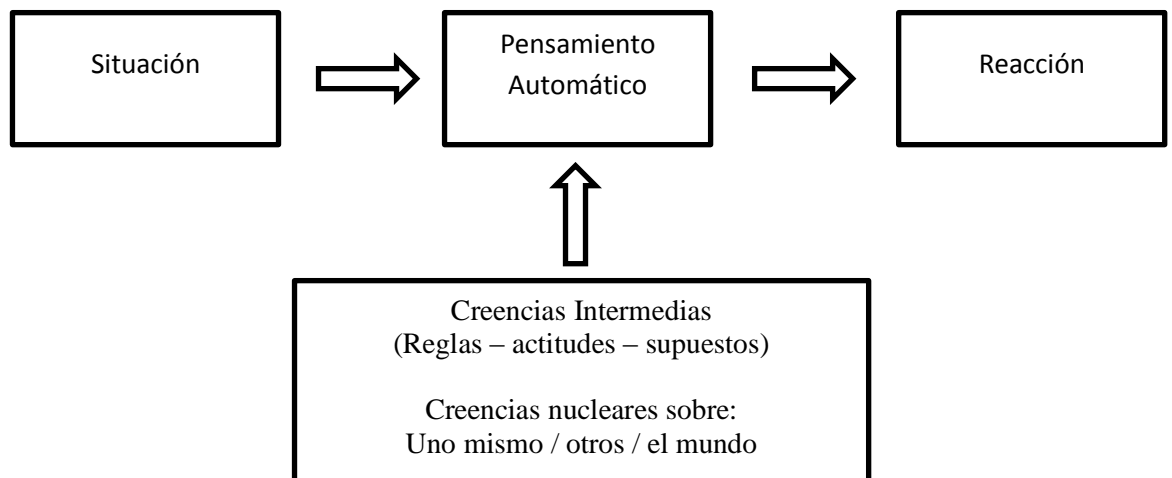 Situación
Pensamiento
Automático
Reacción
Creencias Intermedias
(Reglas – actitudes – supuestos)
Creencias nucleares sobre:
Uno mismo / otros / el mundo